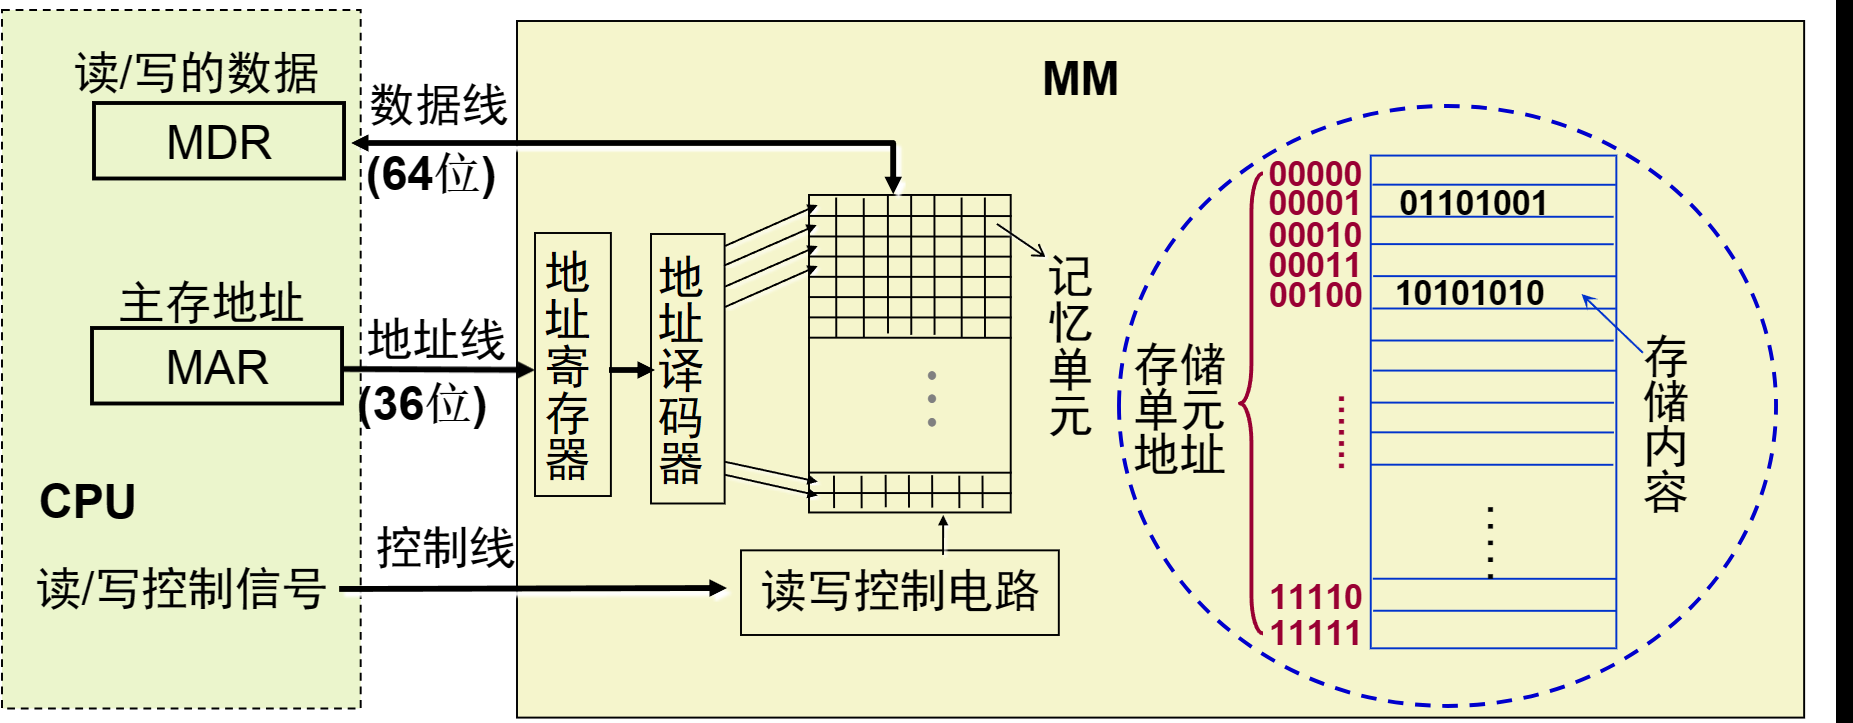 读/写的数据
MDR
数据线
(64位)
MM
主存地址
MAR
地址线
(36位)
地址寄存器
地址译码器
记忆单元
CPU
读/写控制信号
控制线
读写控制电路
存储
单元
地址
00000
00001 01101001
00010
00011
00100 10101010
11110
11111
存储内容